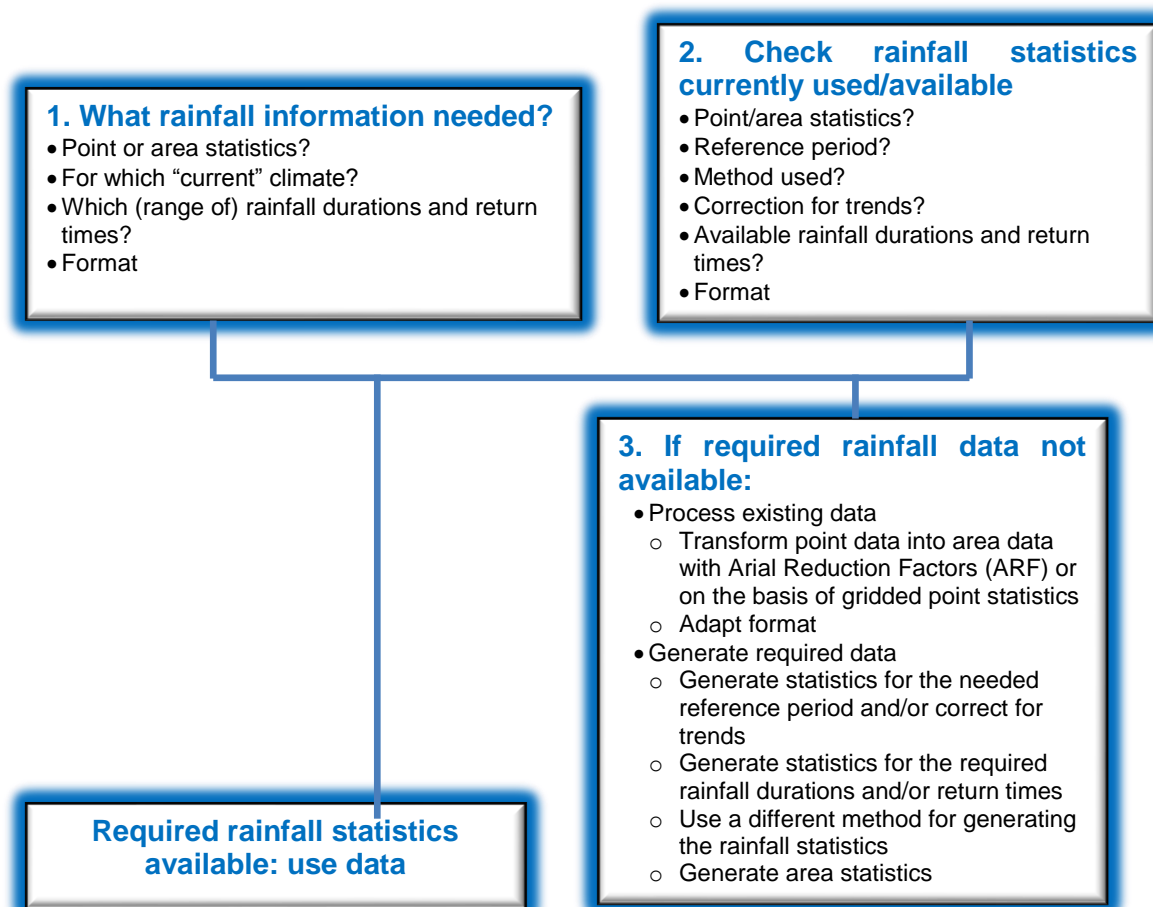 1. What rainfall information needed?
• Point or area statistics?
• For which “current” climate?
• Which (range of) rainfall durations and return
times?
• Format
2. Check rainfall statistics
currently used/available
• Point/area statistics?
• Reference period?
• Method used?
• Correction for trends?
• Available rainfall durations and return
times?
• Format
3. If required rainfall data not
available:
• Process existing data
o Transform point data into area data
with Arial Reduction Factors (ARF) or
on the basis of gridded point statistics
o Adapt format
• Generate required data
o Generate statistics for the needed
reference period and/or correct for
trends
o Generate statistics for the required
rainfall durations and/or return times
o Use a different method for generating
the rainfall statistics
o Generate area statistics
Required rainfall statistics
available: use data